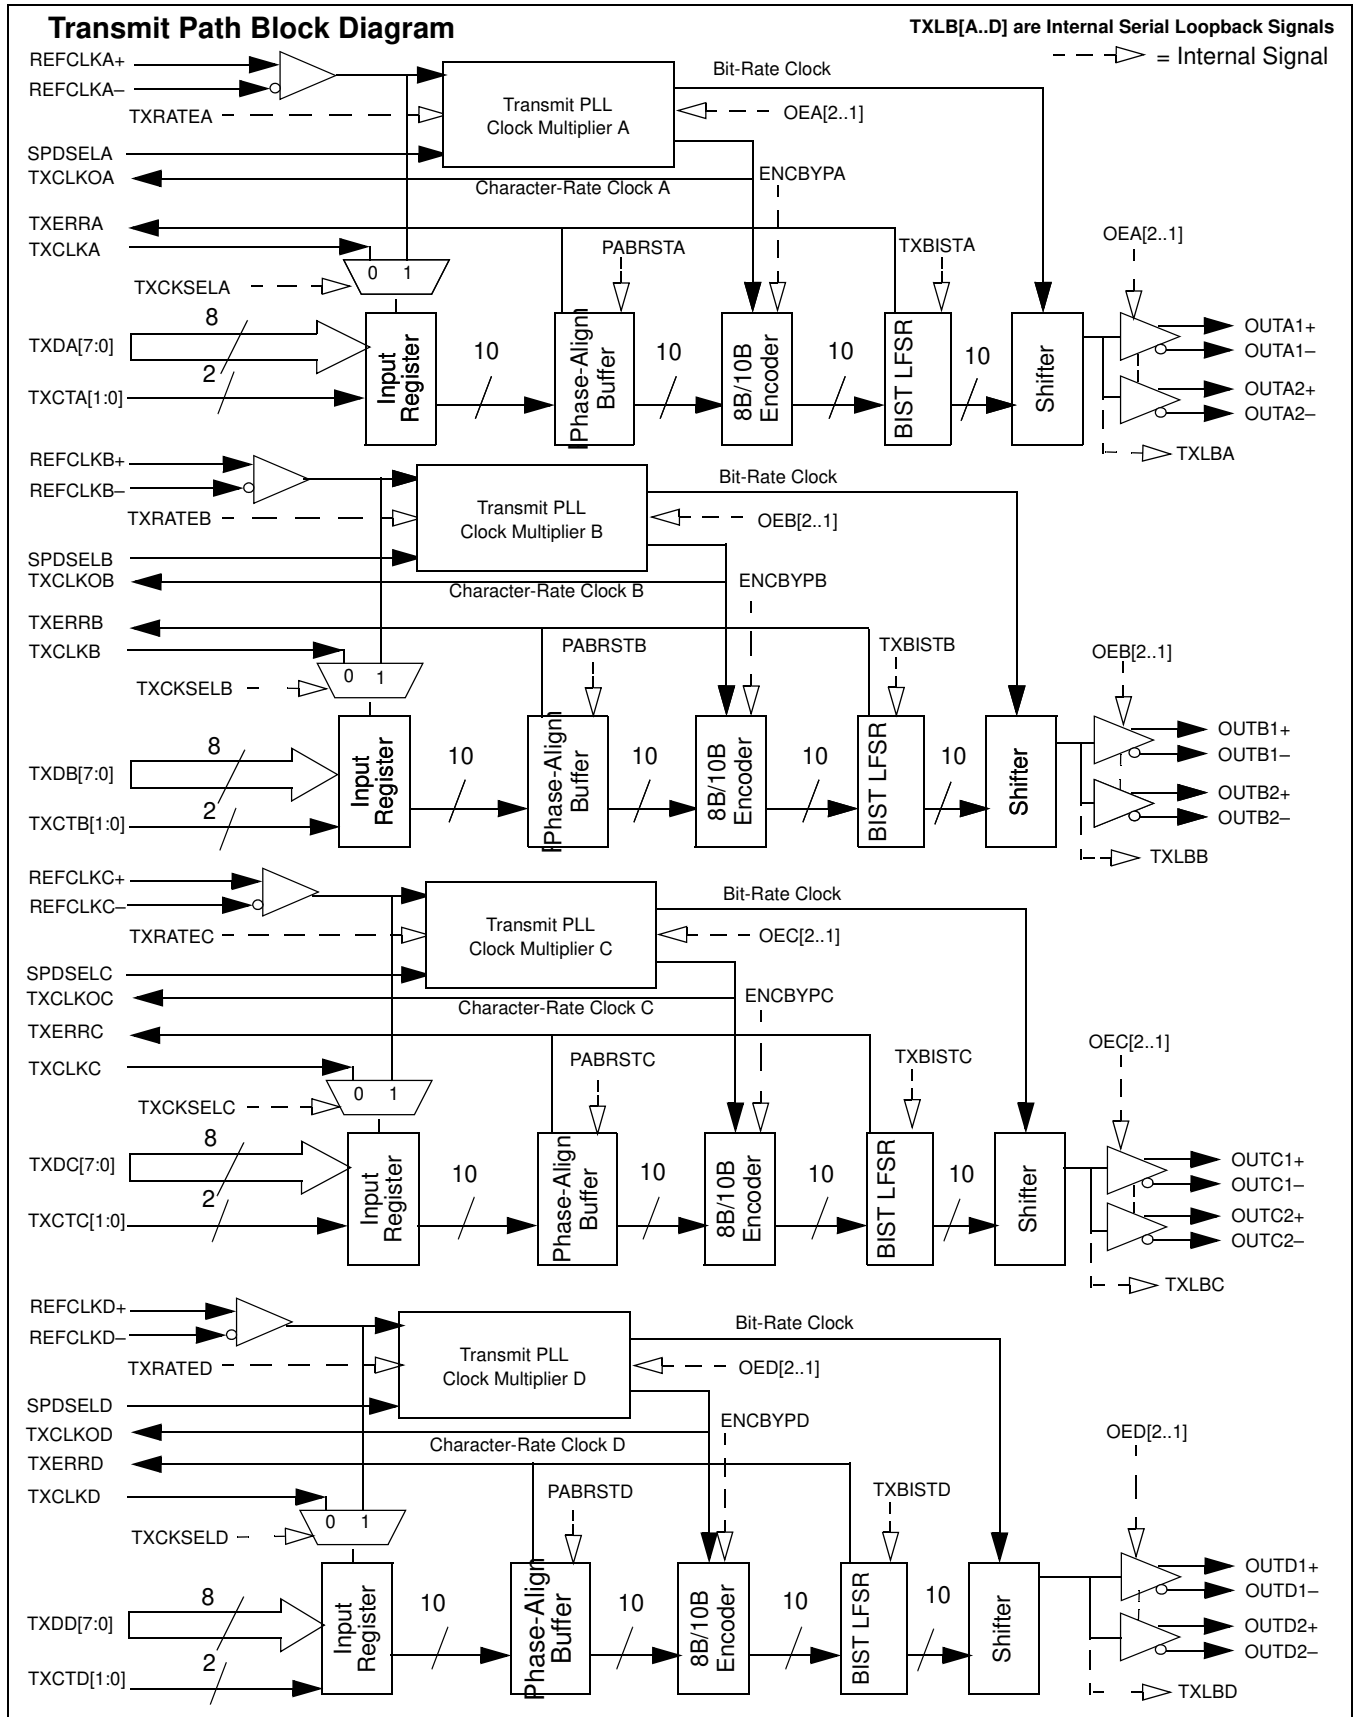 Transmit Path Block Diagram
TXLB[A..D] are Internal Serial Loopback Signals
= Internal Signal
REFCLKA+
REFCLKA–
TXRATEA
SPDSELA
TXCLKOA
TXERRA
TXCLKA
TXCKSELA
TXDA[7:0]
TXCTA[1:0]
Transmit PLL
Clock Multiplier A
Bit-Rate Clock
OEA[2..1]
Character-Rate Clock A
ENCBYPA
PABRSTA
TXBISTA
OEA[2..1]
0 1
8
2
Input
Register
10
Phase-Align
Buffer
10
8B/10B
Encoder
10
BIST LFSR
10
Shifter
OUTA1+
OUTA1–
OUTA2+
OUTA2–
TXLBA
REFCLKB+
REFCLKB–
TXRATEB
SPDSELB
TXCLKOB
TXERRB
TXCLKB
TXCKSELB
TXDB[7:0]
TXCTB[1:0]
Transmit PLL
Clock Multiplier B
Bit-Rate Clock
OEB[2..1]
Character-Rate Clock B
ENCBYPB
PABRSTB
TXBISTB
OEB[2..1]
0 1
8
2
Input
Register
10
Phase-Align
Buffer
10
8B/10B
Encoder
10
BIST LFSR
10
Shifter
OUTB1+
OUTB1–
OUTB2+
OUTB2–
TXLBB
REFCLKC+
REFCLKC–
TXRATEC
SPDSELC
TXCLKOC
TXERRC
TXCLKC
TXCKSELC
TXDC[7:0]
TXCTC[1:0]
Transmit PLL
Clock Multiplier C
Bit-Rate Clock
OEC[2..1]
Character-Rate Clock C
ENCBYPC
PABRSTC
TXBISTC
OEC[2..1]
0 1
8
2
Input
Register
10
Phase-Align
Buffer
10
8B/10B
Encoder
10
BIST LFSR
10
Shifter
OUTC1+
OUTC1–
OUTC2+
OUTC2–
TXLBC
REFCLKD+
REFCLKD–
TXRATED
SPDSELD
TXCLKOD
TXERRD
TXCLKD
TXCKSELD
TXDD[7:0]
TXCTD[1:0]
Transmit PLL
Clock Multiplier D
Bit-Rate Clock
OED[2..1]
Character-Rate Clock D
ENCBYPD
PABRSTD
TXBISTD
OED[2..1]
0 1
8
2
Input
Register
10
Phase-Align
Buffer
10
8B/10B
Encoder
10
BIST LFSR
10
Shifter
OUTD1+
OUTD1–
OUTD2+
OUTD2–
TXLBD